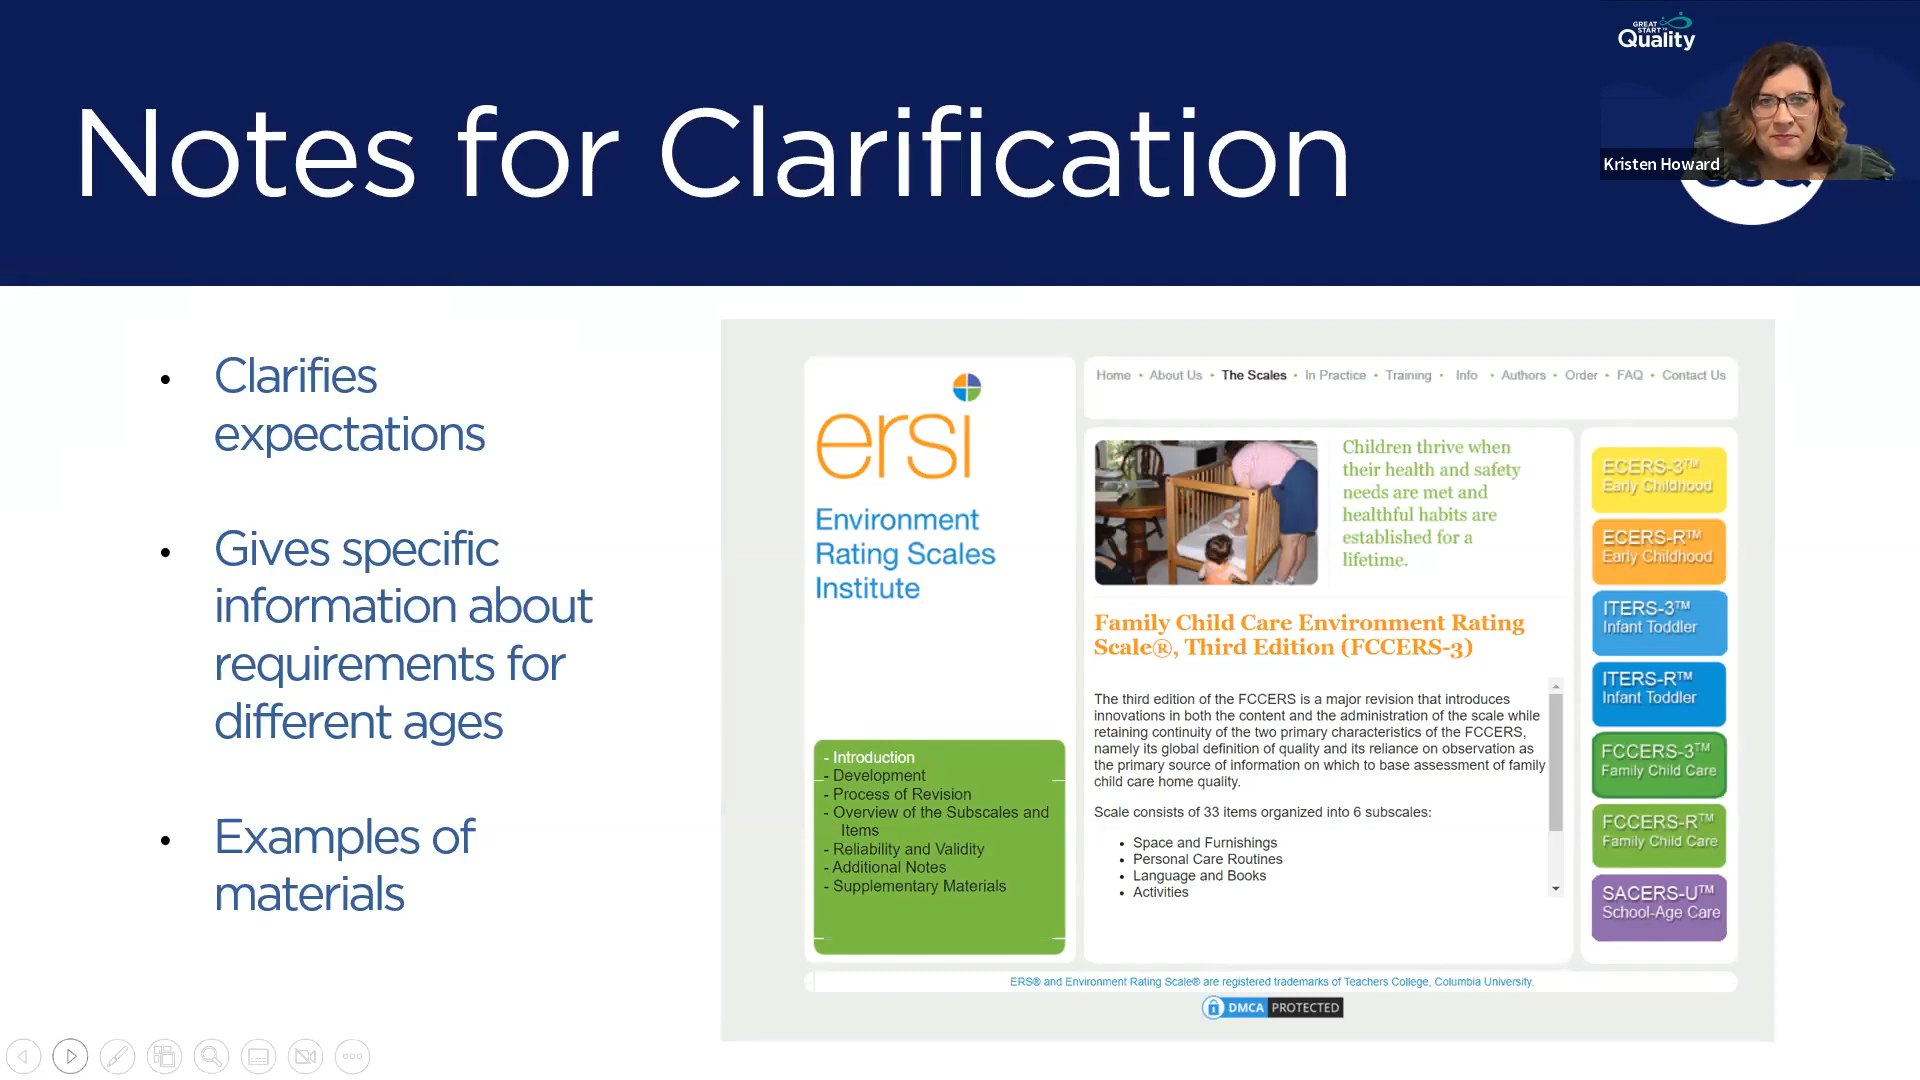 GREAT
START TO
Quality
Kristen Howard
Notes for Clarification
• Clarifies
expectations
• Gives specific
information about
requirements for
different ages
• Examples of
materials
ersi
Environment
Rating Scales
Institute
- Introduction
- Development
- Process of Revision
- Overview of the Subscales and
Items
- Reliability and Validity
- Additional Notes
- Supplementary Materials
Home • About Us • The Scales • In Practice • Training • Info • Authors • Order • FAQ • Contact Us
Children thrive when
their health and safety
needs are met and
healthful habits are
established for a
lifetime.
Family Child Care Environment Rating
Scale®, Third Edition (FCCERS-3)
The third edition of the FCCERS is a major revision that introduces
innovations in both the content and the administration of the scale while
retaining continuity of the two primary characteristics of the FCCERS,
namely its global definition of quality and its reliance on observation as
the primary source of information on which to base assessment of family
child care home quality.
Scale consists of 33 items organized into 6 subscales:
• Space and Furnishings
• Personal Care Routines
• Language and Books
• Activities
ECERS-3™
Early Childhood
ECERS-R™
Early Childhood
ITERS-3™
Infant Toddler
ITERS-R™
Infant Toddler
FCCERS-3™
Family Child Care
FCCERS-R™
Family Child Care
SACERS-U™
School-Age Care
ERS® and Environment Rating Scale® are registered trademarks of Teachers College, Columbia University.
DMCA PROTECTED